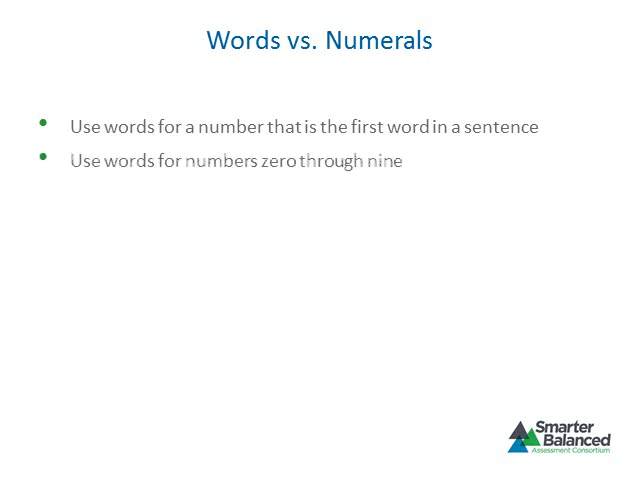 Words vs. Numerals
• Use words for a number that is the first word in a sentence
• Use words for numbers zero through nine
Smarter
Balanced
Assessment Consortium